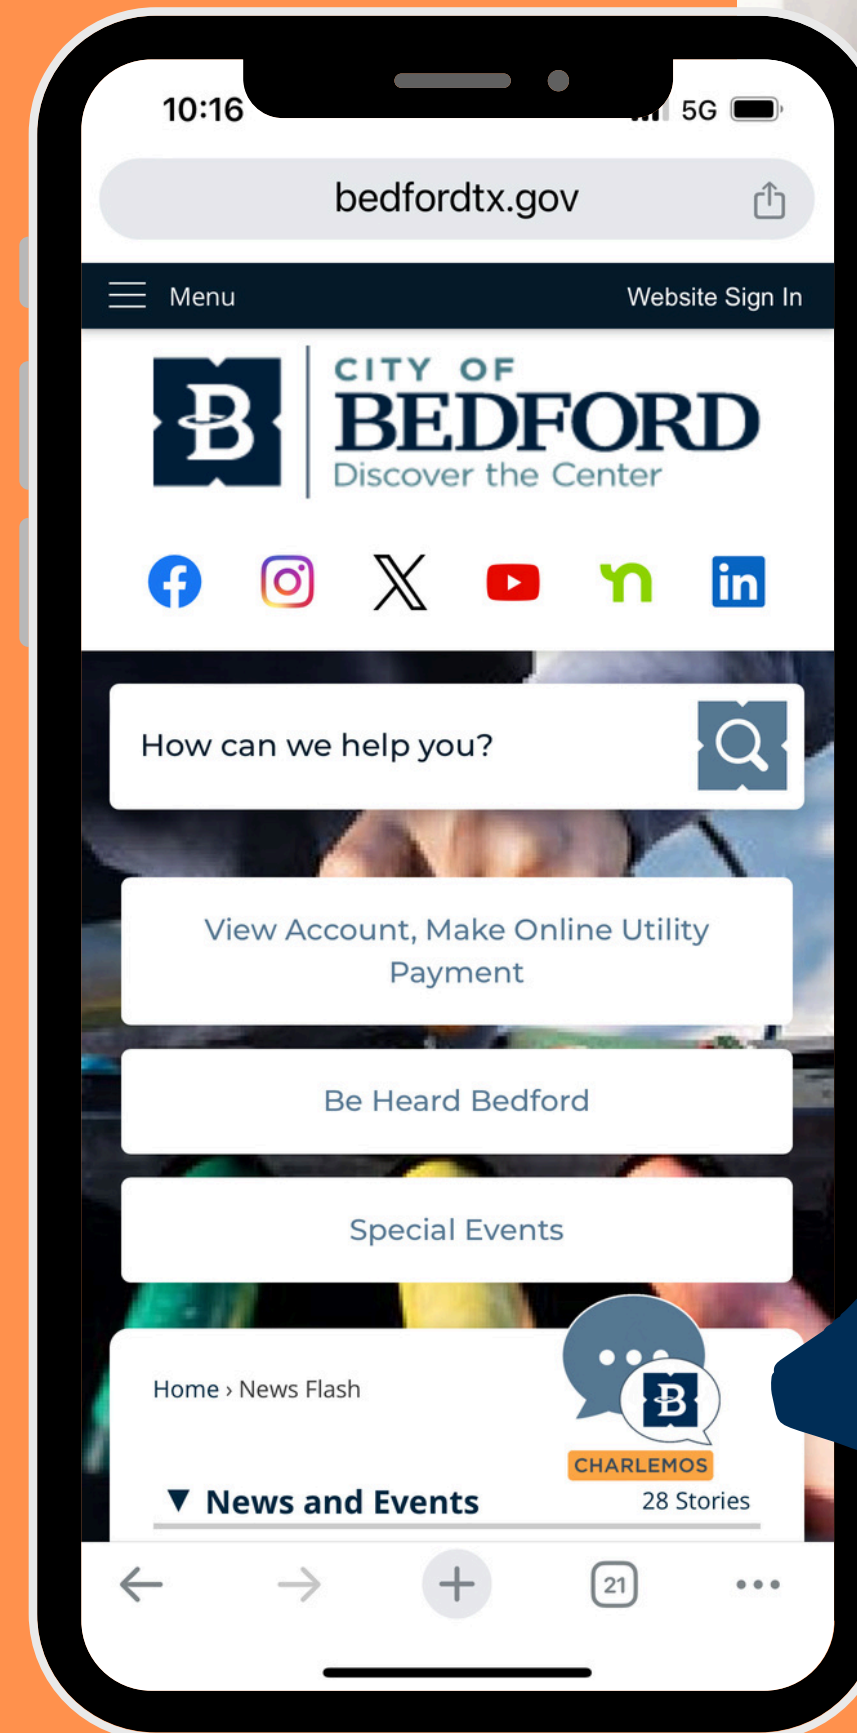 10:16
5G
bedfordtx.gov
Menu
Website Sign In
B
CITY OF
BEDFORD
Discover the Center
How can we help you?
View Account, Make Online Utility
Payment
Be Heard Bedford
Special Events
Home › News Flash
B
CHARLEMOS
▼ News and Events
28 Stories
21